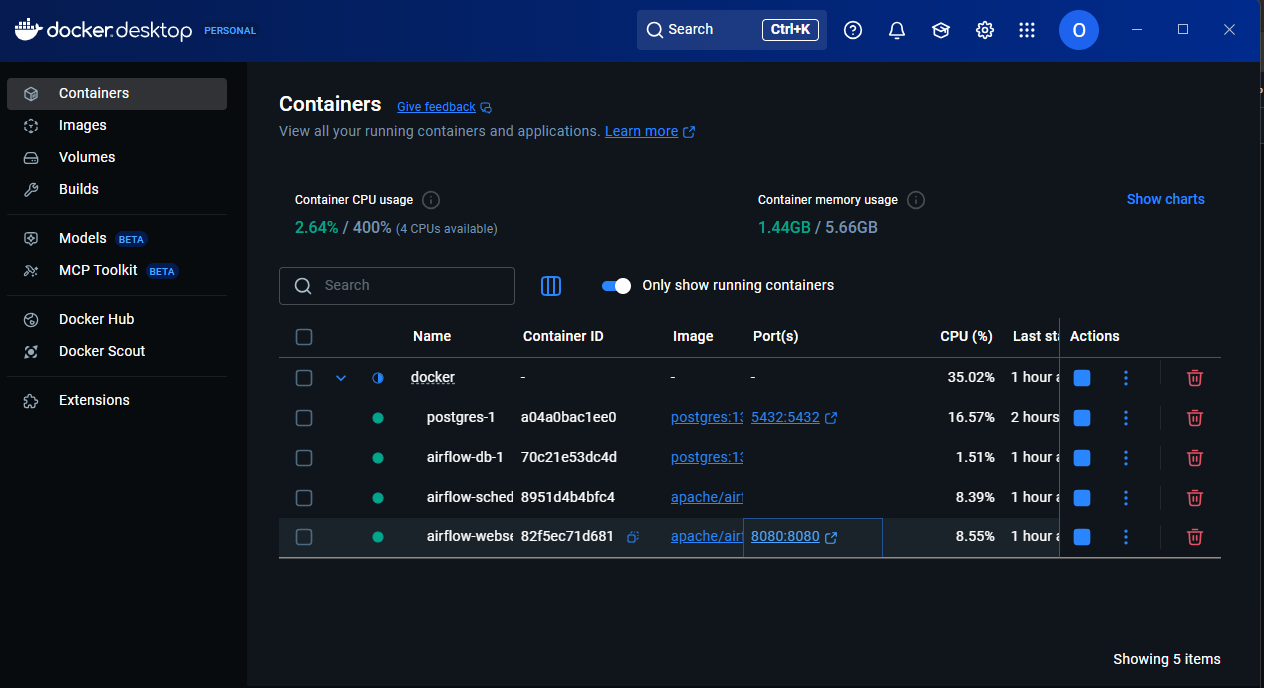 docker.desktop PERSONAL Search Ctrl+K O
Containers
Images
Volumes
Builds
Models BETA
MCP Toolkit BETA
Docker Hub
Docker Scout
Extensions
Containers Give feedback
View all your running containers and applications. Learn more
Container CPU usage
2.64% / 400% (4 CPUs available)
Container memory usage
1.44GB / 5.66GB
Show charts
Search Only show running containers
Name Container ID Image Port(s) CPU (%) Last sta Actions
docker - - - 35.02% 1 hour a
postgres-1 a04a0bac1ee0 postgres:13 5432:5432 16.57% 2 hours
airflow-db-1 70c21e53dc4d postgres:13 1.51% 1 hour a
airflow-sched 8951d4b4bfc4 apache/airf 8.39% 1 hour a
airflow-webse 82f5ec71d681 apache/airf 8080:8080 8.55% 1 hour a
Showing 5 items